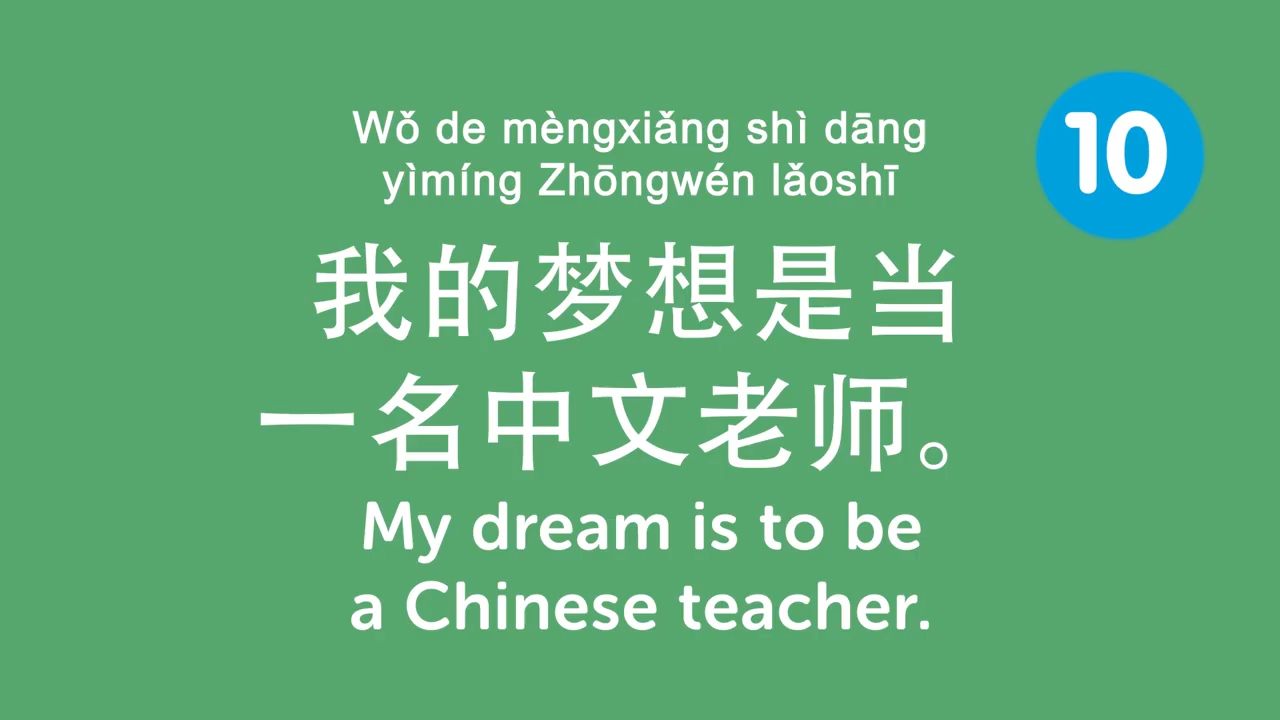 Wǒ de mèngxiǎng shì dāng
yìmíng Zhōngwén lǎoshī
10
我的梦想是当
一名中文老师。
My dream is to be
a Chinese teacher.